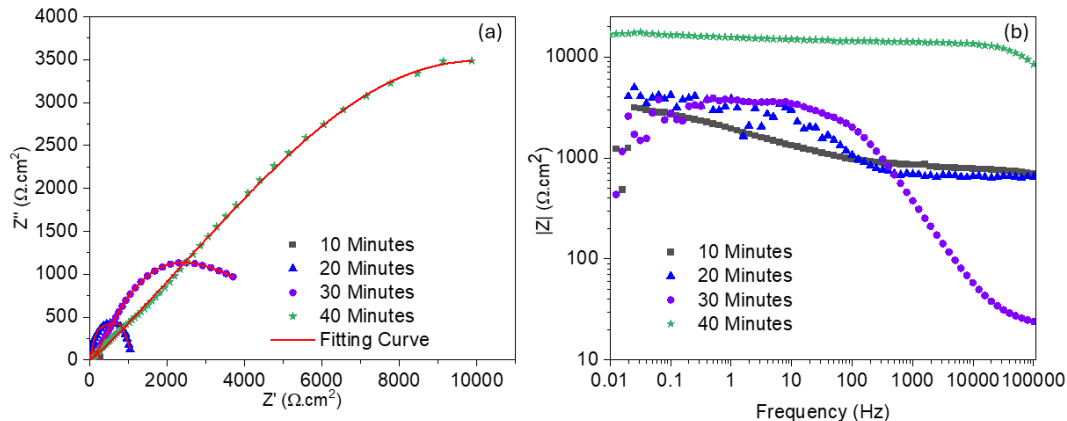 (a)
4000
3500
3000
2500
2000
1500
1000
500
0
Z'' (Ω.cm²)
10 Minutes
20 Minutes
30 Minutes
40 Minutes
Fitting Curve
0 2000 4000 6000 8000 10000
Z' (Ω.cm²)
(b)
10000
1000
100
10
|Z| (Ω.cm²)
10 Minutes
20 Minutes
30 Minutes
40 Minutes
0.01 0.1 1 10 100 1000 10000 100000
Frequency (Hz)